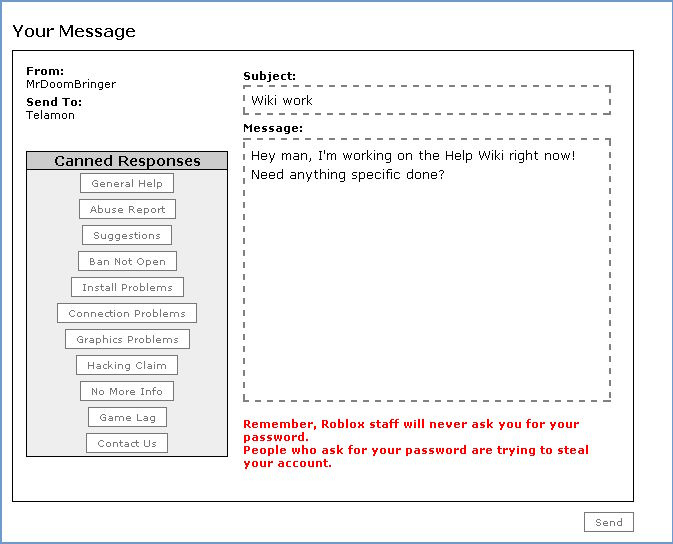 Your Message
From:
MrDoomBringer
Send To:
Telamon
Canned Responses
General Help
Abuse Report
Suggestions
Ban Not Open
Install Problems
Connection Problems
Graphics Problems
Hacking Claim
No More Info
Game Lag
Contact Us
Subject:
Wiki work
Message:
Hey man, I'm working on the Help Wiki right now!
Need anything specific done?
Remember, Roblox staff will never ask you for your
password.
People who ask for your password are trying to steal
your account.
Send